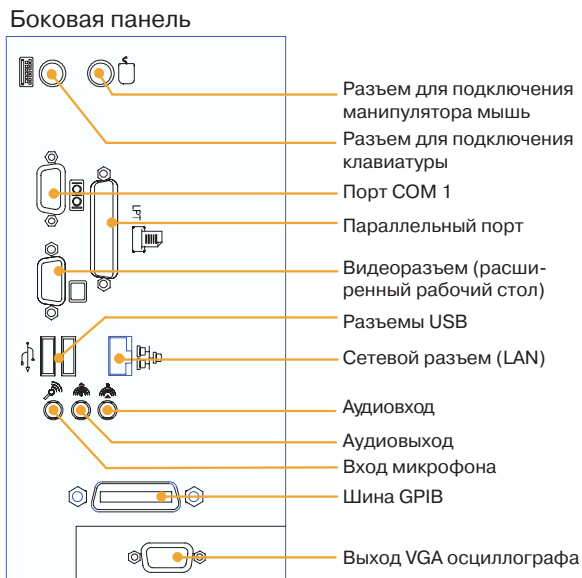 Боковая панель
Разъем для подключения
манипулятора мышь
Разъем для подключения
клавиатуры
Порт COM 1
LPT
Параллельный порт
Видеоразъем (расши-
ренный рабочий стол)
Разъемы USB
Сетевой разъем (LAN)
Аудиовход
Аудиовыход
Вход микрофона
Шина GPIB
Выход VGA осциллографа